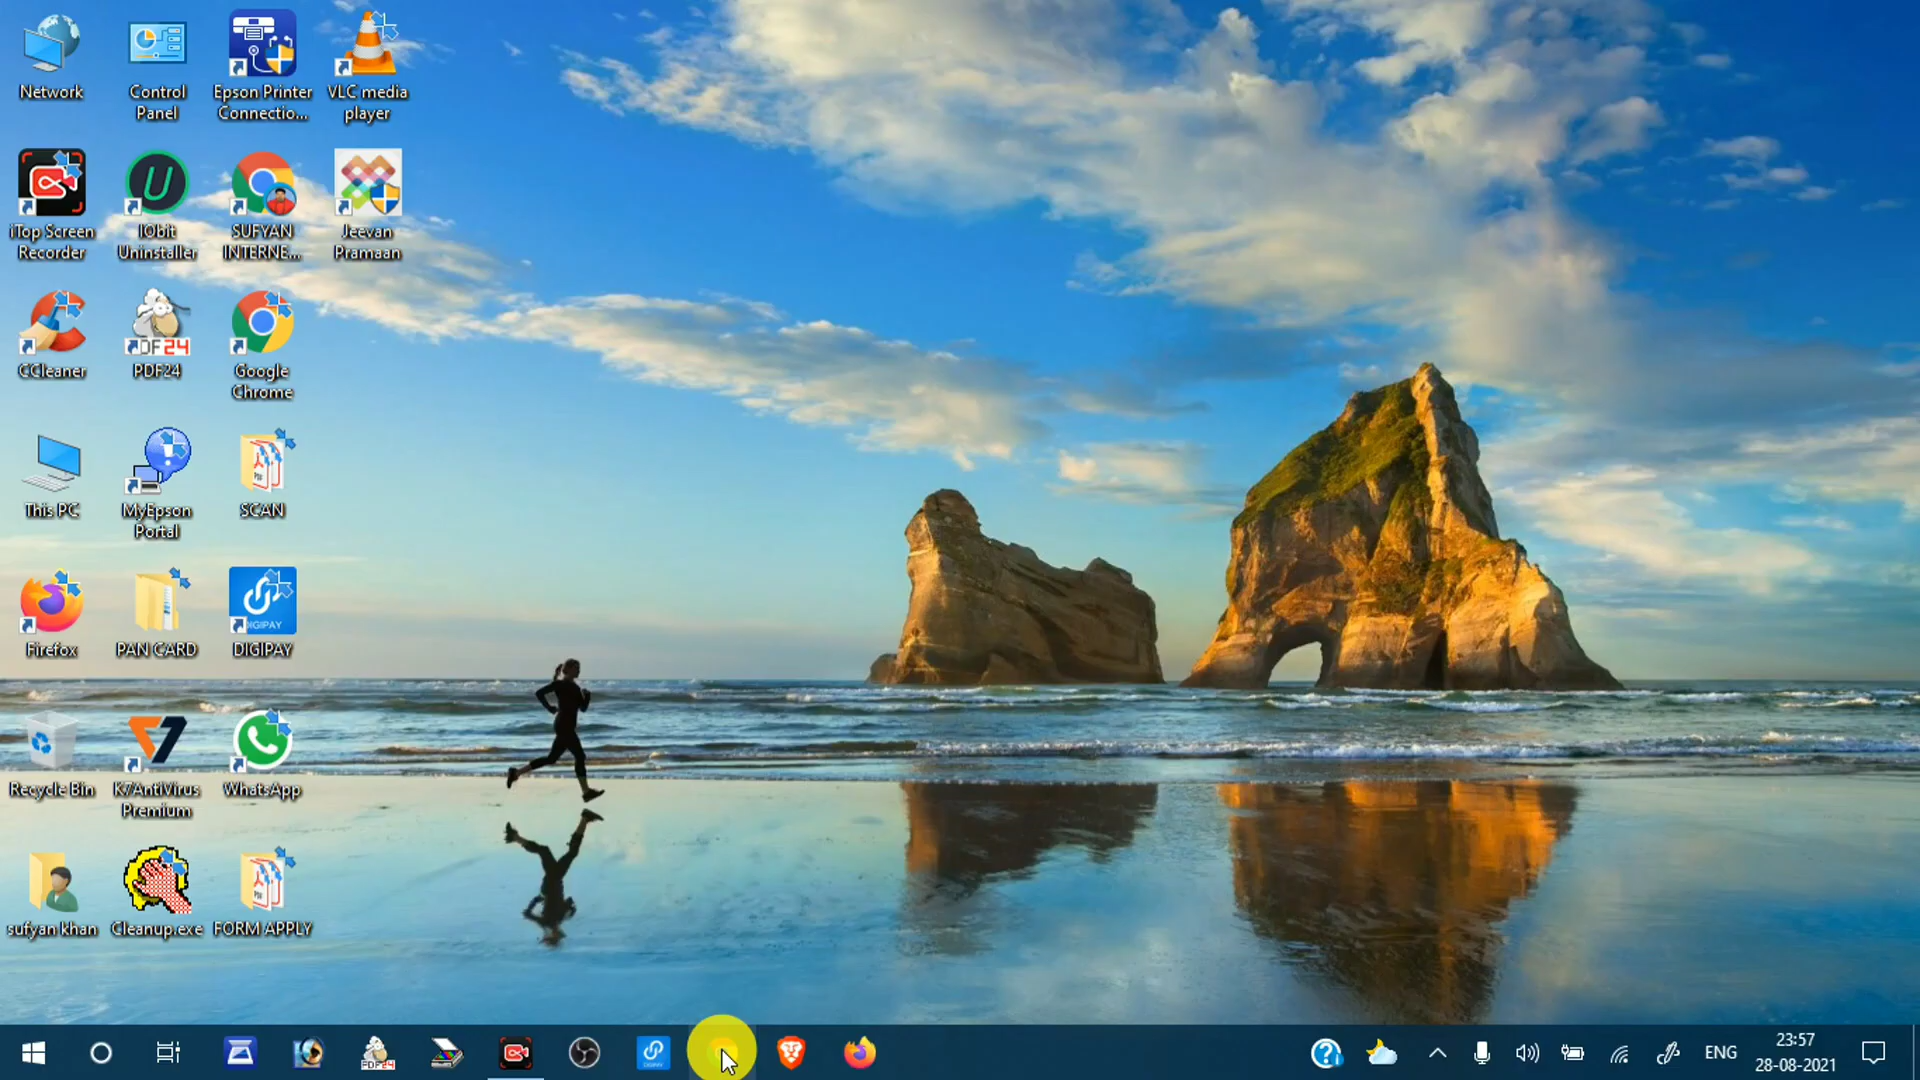 Network
Control
Panel
Epson Printer
Connectio...
VLC media
player
iTop Screen
Recorder
IObit
Uninstaller
SUFYAN
INTERNE...
Jeevan
Pramaan
CCleaner
PDF24
Google
Chrome
This PC
MyEpson
Portal
SCAN
Firefox
PAN CARD
DIGIPAY
DIGIPAY
Recycle Bin
K7AntiVirus
Premium
WhatsApp
sufyan khan
Cleanup.exe
FORM APPLY
ENG
23:57
28-08-2021